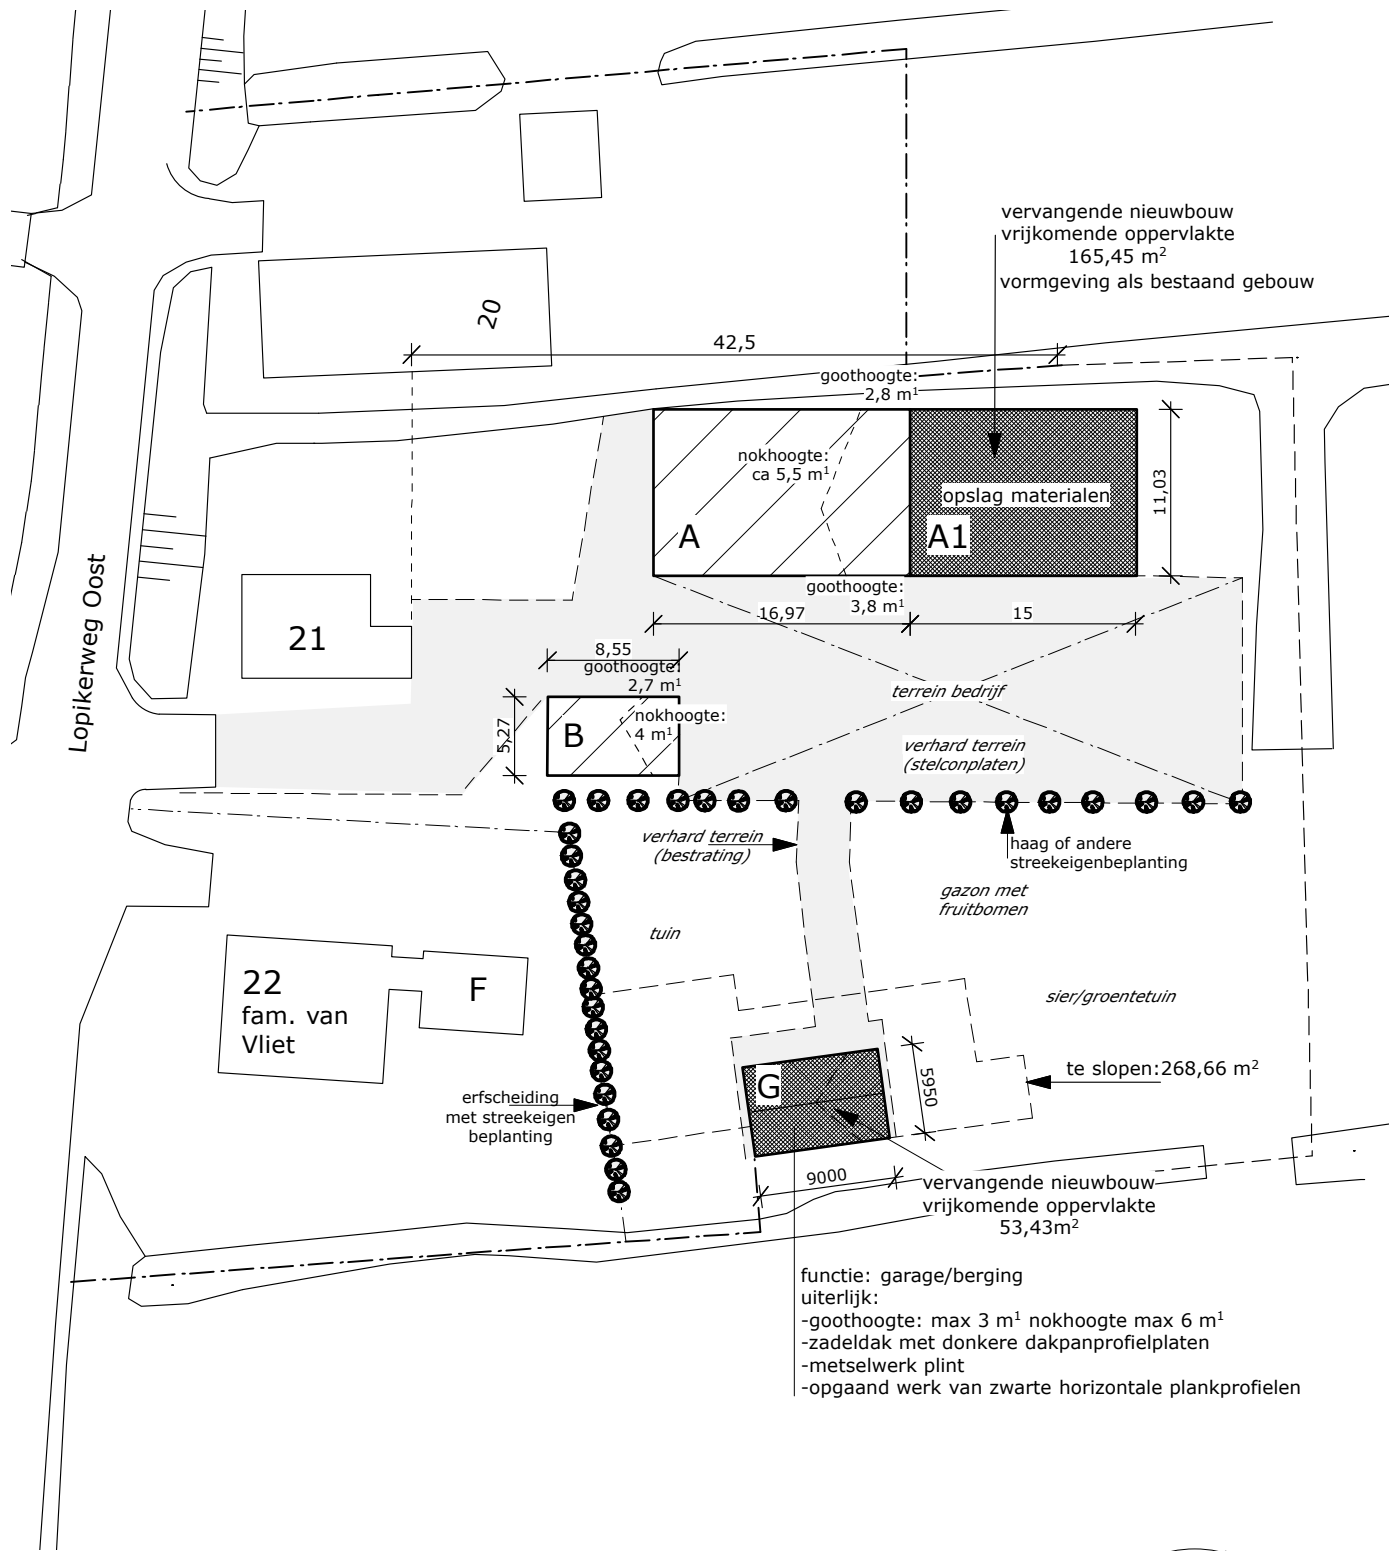 vervangende nieuwbouw
vrijkomende oppervlakte
165,45 m²
vormgeving als bestaand gebouw
20
42,5
goothoogte:
2,8 m¹
nokhoogte:
ca 5,5 m¹
opslag materialen
A
A1
11,03
Lopikerweg Oost
goothoogte:
3,8 m¹
16,97
15
21
8,55
goothoogte:
2,7 m¹
terrein bedrijf
5,27
B
nokhoogte:
4 m¹
verhard terrein
(stelconplaten)
verhard terrein
(bestrating)
haag of andere
streekeigenbeplanting
gazon met
fruitbomen
tuin
22
fam. van
Vliet
F
sier/groentetuin
te slopen:268,66 m²
G
5950
erfscheiding
met streekeigen
beplanting
9000
vervangende nieuwbouw
vrijkomende oppervlakte
53,43m²
functie: garage/berging
uiterlijk:
-goothoogte: max 3 m¹ nokhoogte max 6 m¹
-zadeldak met donkere dakpanprofielplaten
-metselwerk plint
-opgaand werk van zwarte horizontale plankprofielen